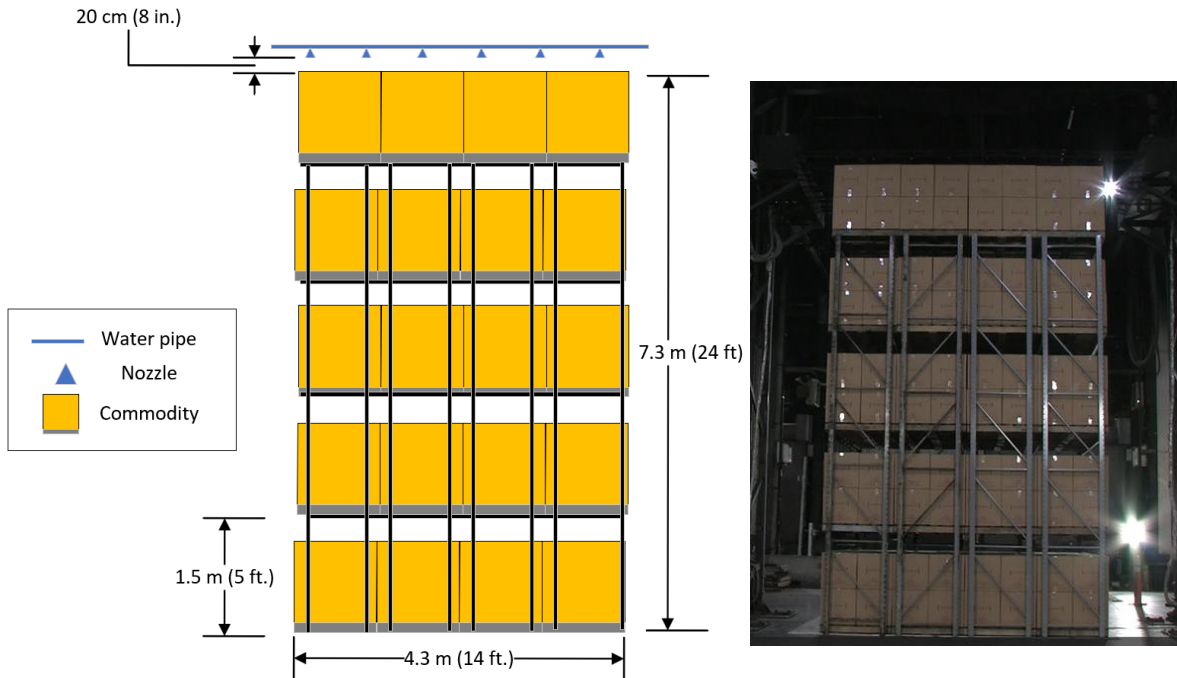 20 cm (8 in.)
Water pipe
Nozzle
Commodity
7.3 m (24 ft)
1.5 m (5 ft.)
4.3 m (14 ft.)